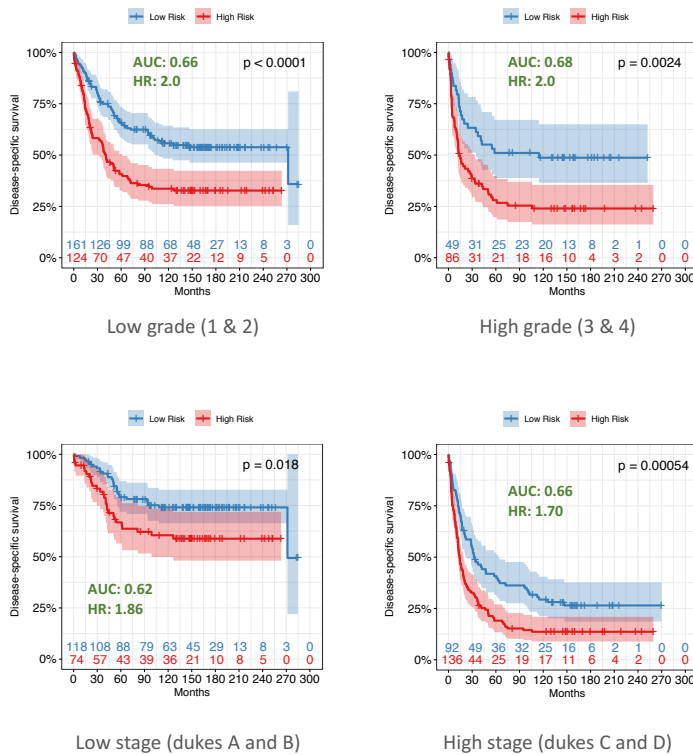 Low Risk High Risk
Low Risk High Risk
100%
75%
50%
25%
0%
Disease-specific survival
AUC: 0.66
HR: 2.0
p < 0.0001
161 126 99 88 68 48 27 13 8 3 0
124 70 47 40 37 22 12 9 5 0 0
0 30 60 90 120 150 180 210 240 270 300
Months
Low grade (1 & 2)
100%
75%
50%
25%
0%
Disease-specific survival
AUC: 0.68
HR: 2.0
p = 0.0024
49 31 25 23 20 13 8 2 1 0 0
86 31 21 18 16 10 4 3 2 0 0
0 30 60 90 120 150 180 210 240 270 300
Months
High grade (3 & 4)
Low Risk High Risk
Low Risk High Risk
100%
75%
50%
25%
0%
Disease-specific survival
p = 0.018
AUC: 0.62
HR: 1.86
118 108 88 79 63 45 29 13 8 3 0
74 57 43 39 36 21 10 8 5 0 0
0 30 60 90 120 150 180 210 240 270 300
Months
Low stage (dukes A and B)
100%
75%
50%
25%
0%
Disease-specific survival
p = 0.00054
AUC: 0.66
HR: 1.70
92 49 36 32 25 16 6 2 1 0 0
136 44 25 19 17 11 6 4 2 0 0
0 30 60 90 120 150 180 210 240 270 300
Months
High stage (dukes C and D)